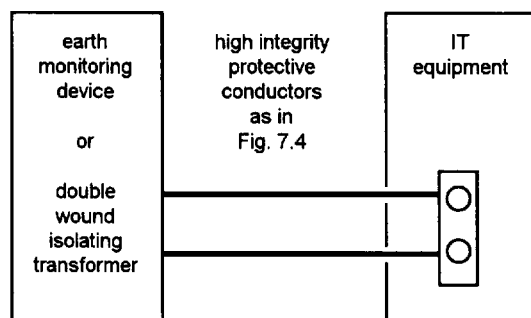 earth
monitoring
device
or
double
wound
isolating
transformer
high integrity
protective
conductors
as in
Fig. 7.4
IT
equipment